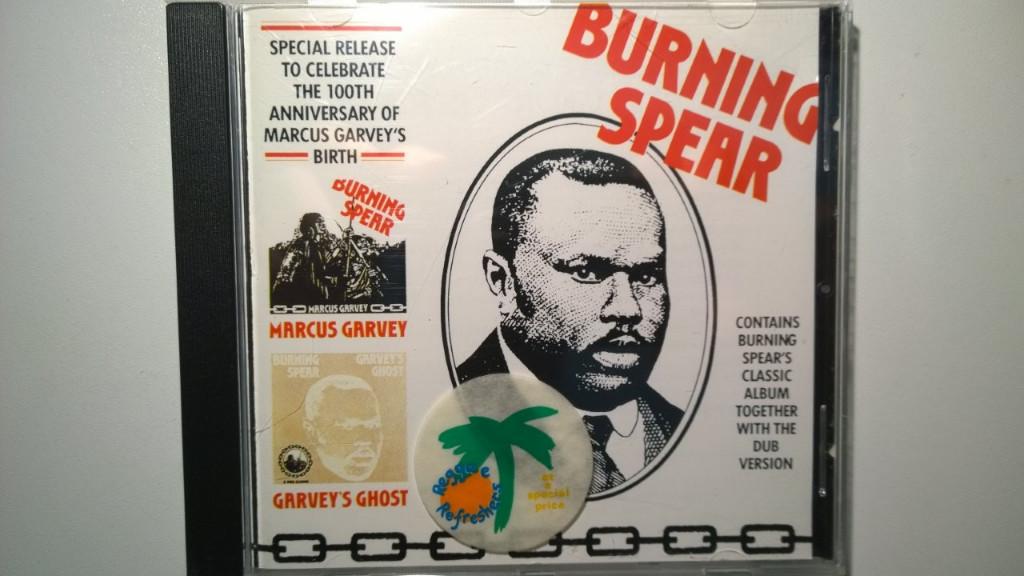 SPECIAL RELEASE
TO CELEBRATE
THE 100TH
ANNIVERSARY OF
MARCUS GARVEY'S
BIRTH
BURNING
SPEAR
BURNING
SPEAR
MARCUS GARVEY
MARCUS GARVEY
BURNING
SPEAR
GARVEY'S
GHOST
GARVEY'S GHOST
CONTAINS
BURNING
SPEAR'S
CLASSIC
ALBUM
TOGETHER
WITH THE
DUB
VERSION
Reggae
Refreshers
at a
special
price